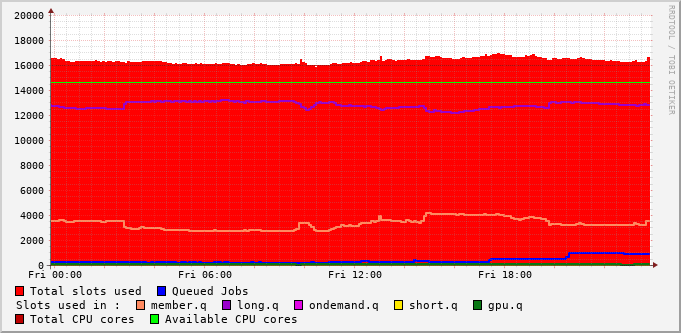 20000
18000
16000
14000
12000
10000
8000
6000
4000
2000
0
Fri 00:00 Fri 06:00 Fri 12:00 Fri 18:00
Total slots used Queued Jobs
Slots used in : member.q long.q ondemand.q short.q gpu.q
Total CPU cores Available CPU cores
RRDTOOL / TOBI OETIKER